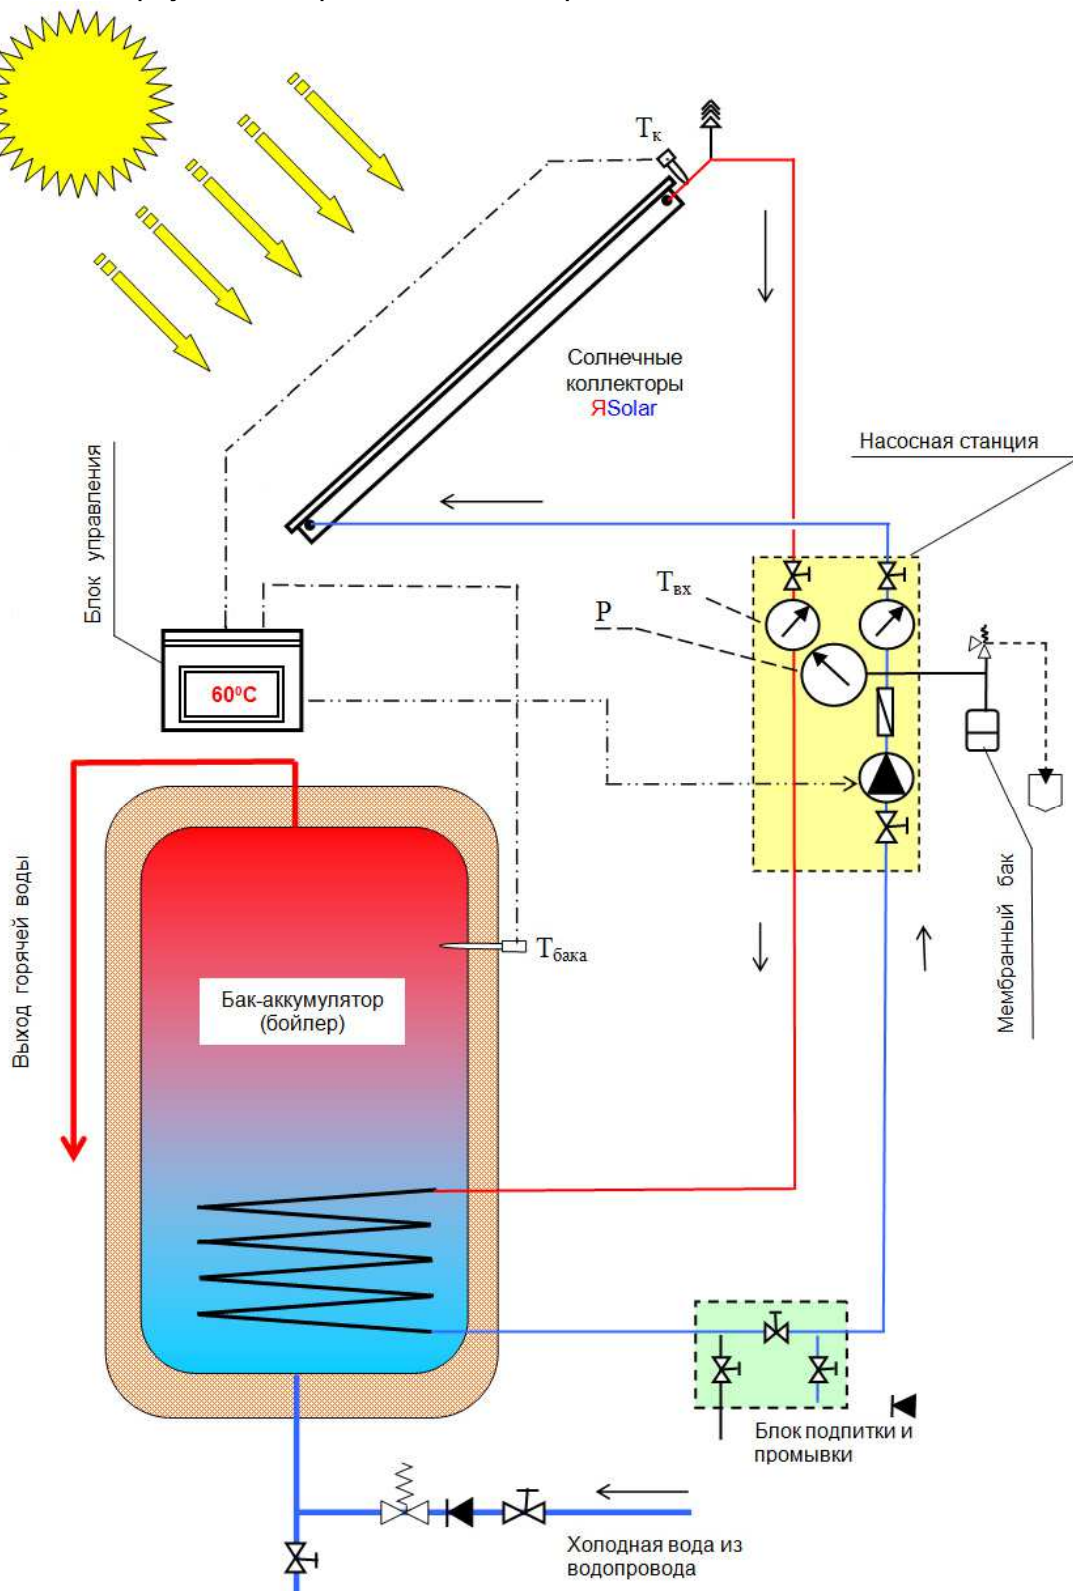 Tк
Солнечные
коллекторы
ЯSolar
Насосная станция
Блок управления
Tвх
P
60⁰C
Выход горячей воды
Tбака
Бак-аккумулятор
(бойлер)
Мембранный бак
Блок подпитки и
промывки
Холодная вода из
водопровода